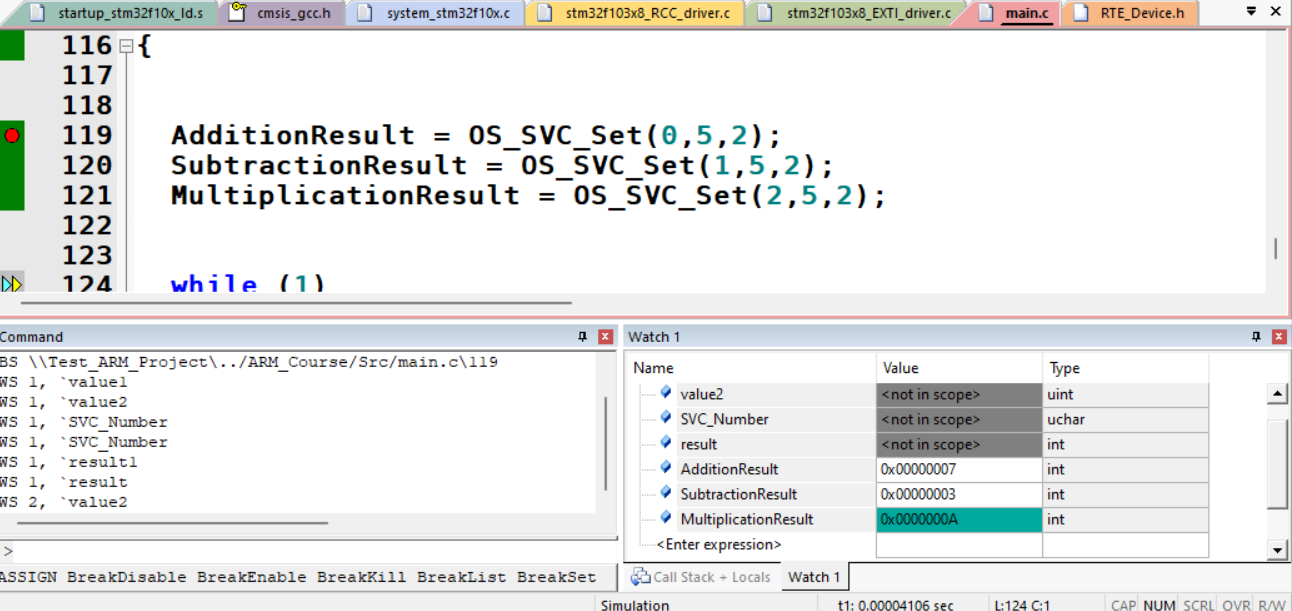 startup_stm32f10x_ld.s cmsis_gcc.h system_stm32f10x.c stm32f103x8_RCC_driver.c stm32f103x8_EXTI_driver.c main.c RTE_Device.h
116 {
117
118
119 AdditionResult = OS_SVC_Set(0,5,2);
120 SubtractionResult = OS_SVC_Set(1,5,2);
121 MultiplicationResult = OS_SVC_Set(2,5,2);
122
123
124 while (1)
Command
BS \\Test_ARM_Project\../ARM_Course/Src/main.c\119
WS 1, `value1
WS 1, `value2
WS 1, `SVC_Number
WS 1, `SVC_Number
WS 1, `result1
WS 1, `result
WS 2, `value2
>
ASSIGN BreakDisable BreakEnable BreakKill BreakList BreakSet
Watch 1
Name Value Type
value2 <not in scope> uint
SVC_Number <not in scope> uchar
result <not in scope> int
AdditionResult 0x00000007 int
SubtractionResult 0x00000003 int
MultiplicationResult 0x0000000A int
<Enter expression>
Call Stack + Locals Watch 1
Simulation t1: 0.00004106 sec L:124 C:1 CAP NUM SCRL OVR R/W